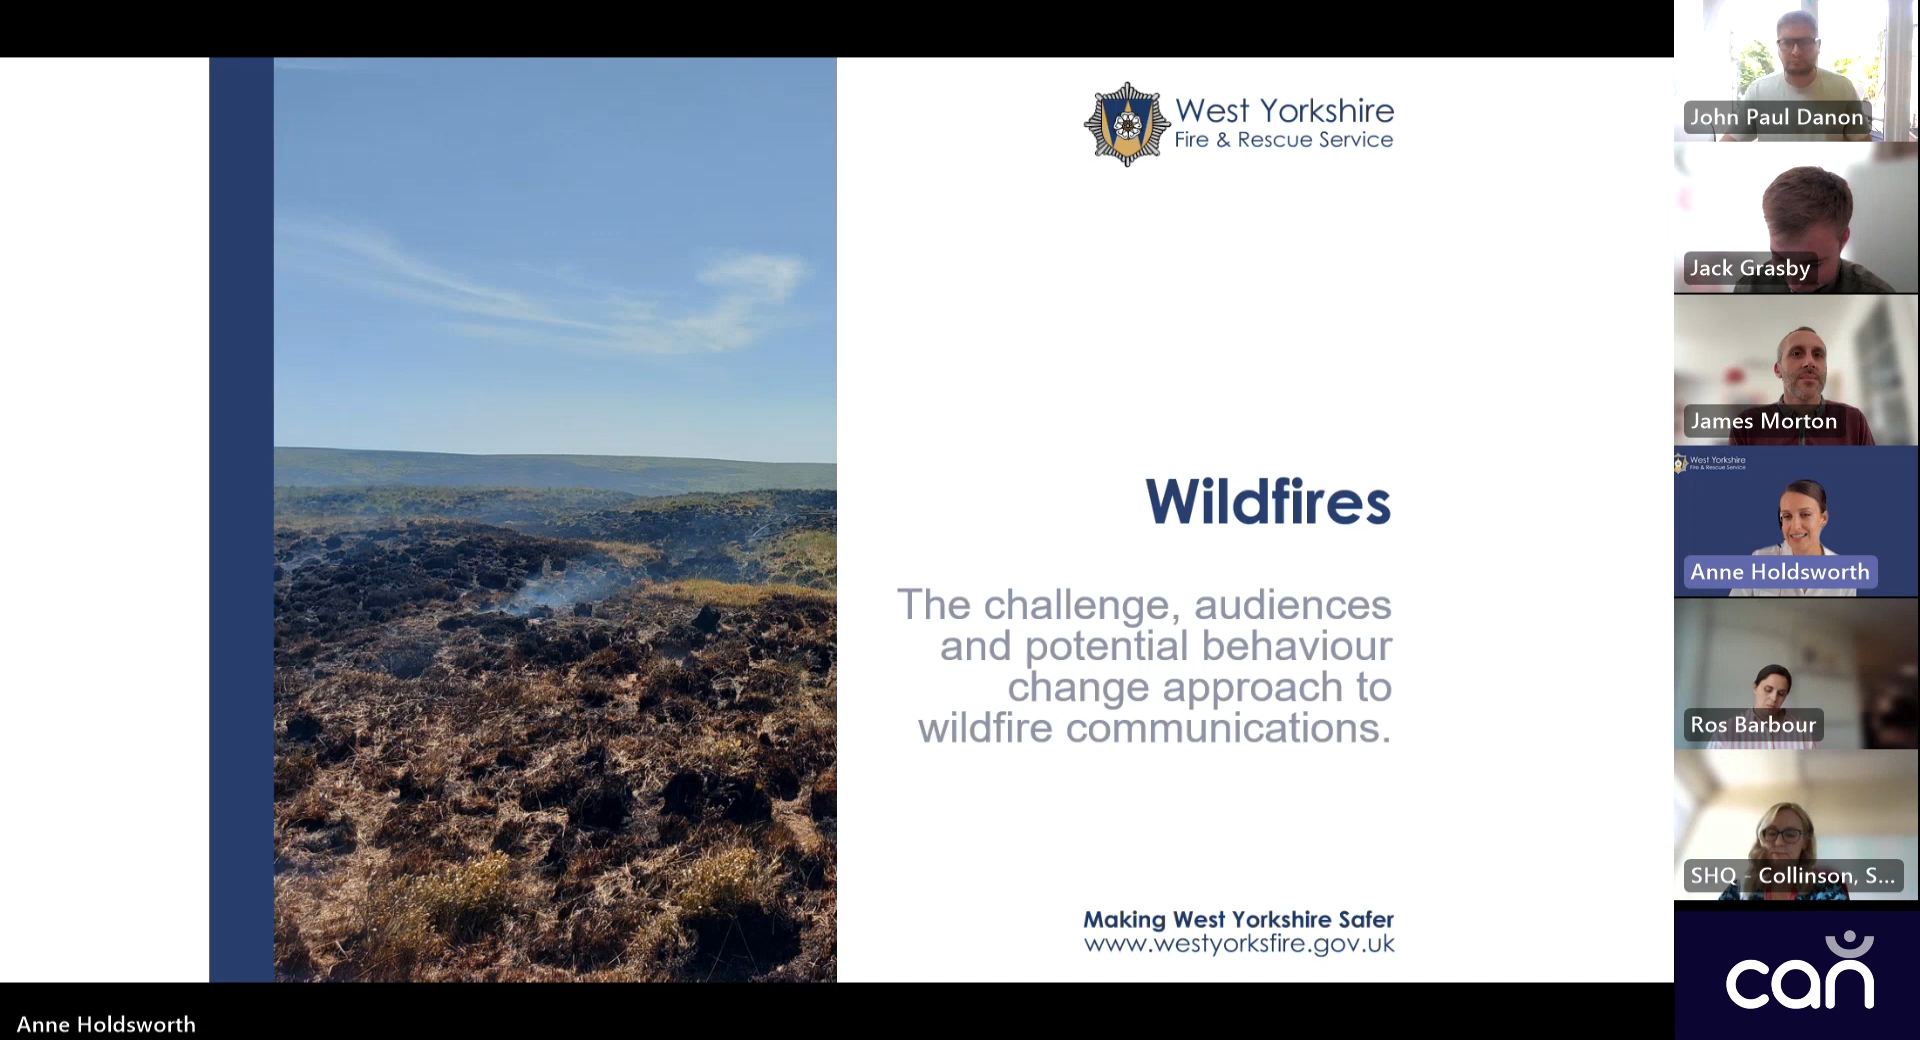 West Yorkshire
Fire & Rescue Service
Wildfires
The challenge, audiences
and potential behaviour
change approach to
wildfire communications.
Making West Yorkshire Safer
www.westyorksfire.gov.uk
Anne Holdsworth
John Paul Danon
Jack Grasby
James Morton
West Yorkshire
Fire & Rescue Service
Anne Holdsworth
Ros Barbour
SHQ - Collinson, S...
can